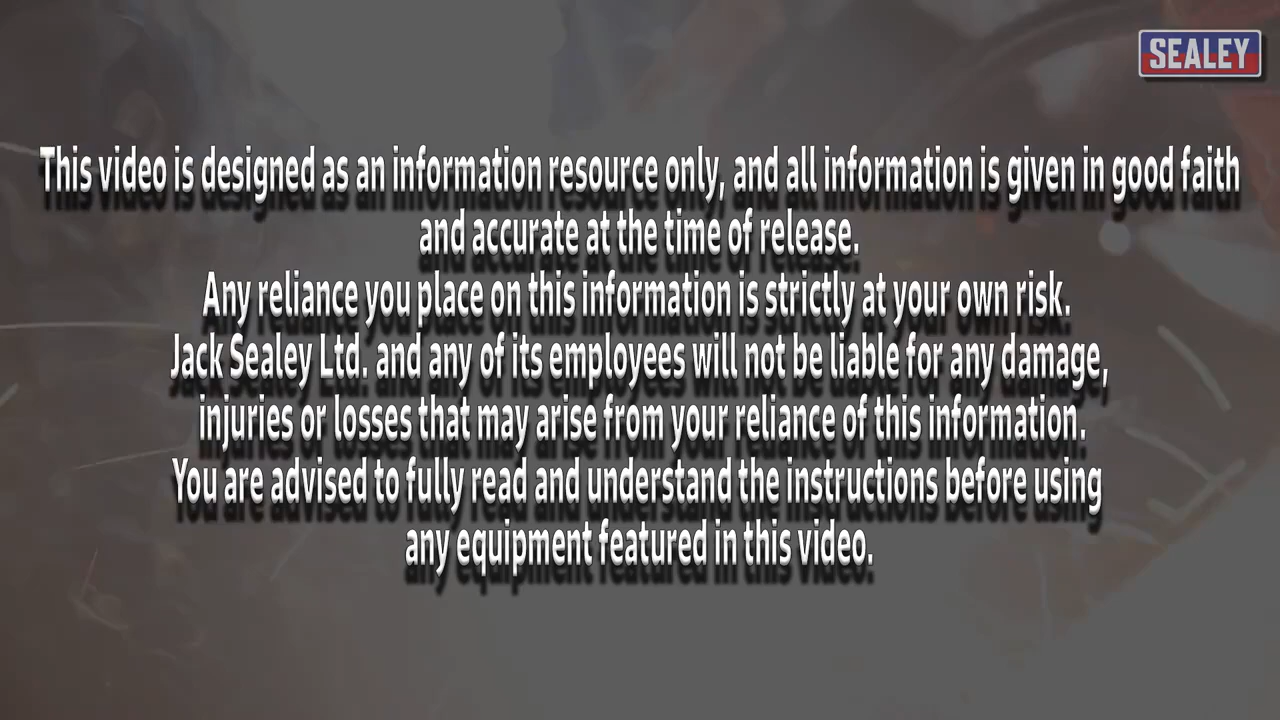 SEALEY
This video is designed as an information resource only, and all information is given in good faith
and accurate at the time of release.
Any reliance you place on this information is strictly at your own risk.
Jack Sealey Ltd. and any of its employees will not be liable for any damage,
injuries or losses that may arise from your reliance of this information.
You are advised to fully read and understand the instructions before using
any equipment featured in this video.